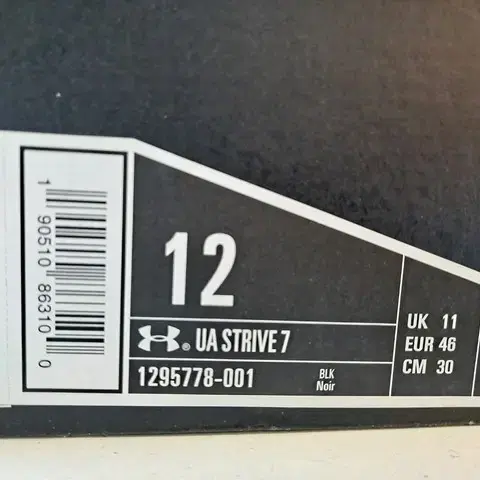 1 90510 86310 0
12
UA STRIVE 7
1295778-001
BLK
Noir
UK 11
EUR 46
CM 30